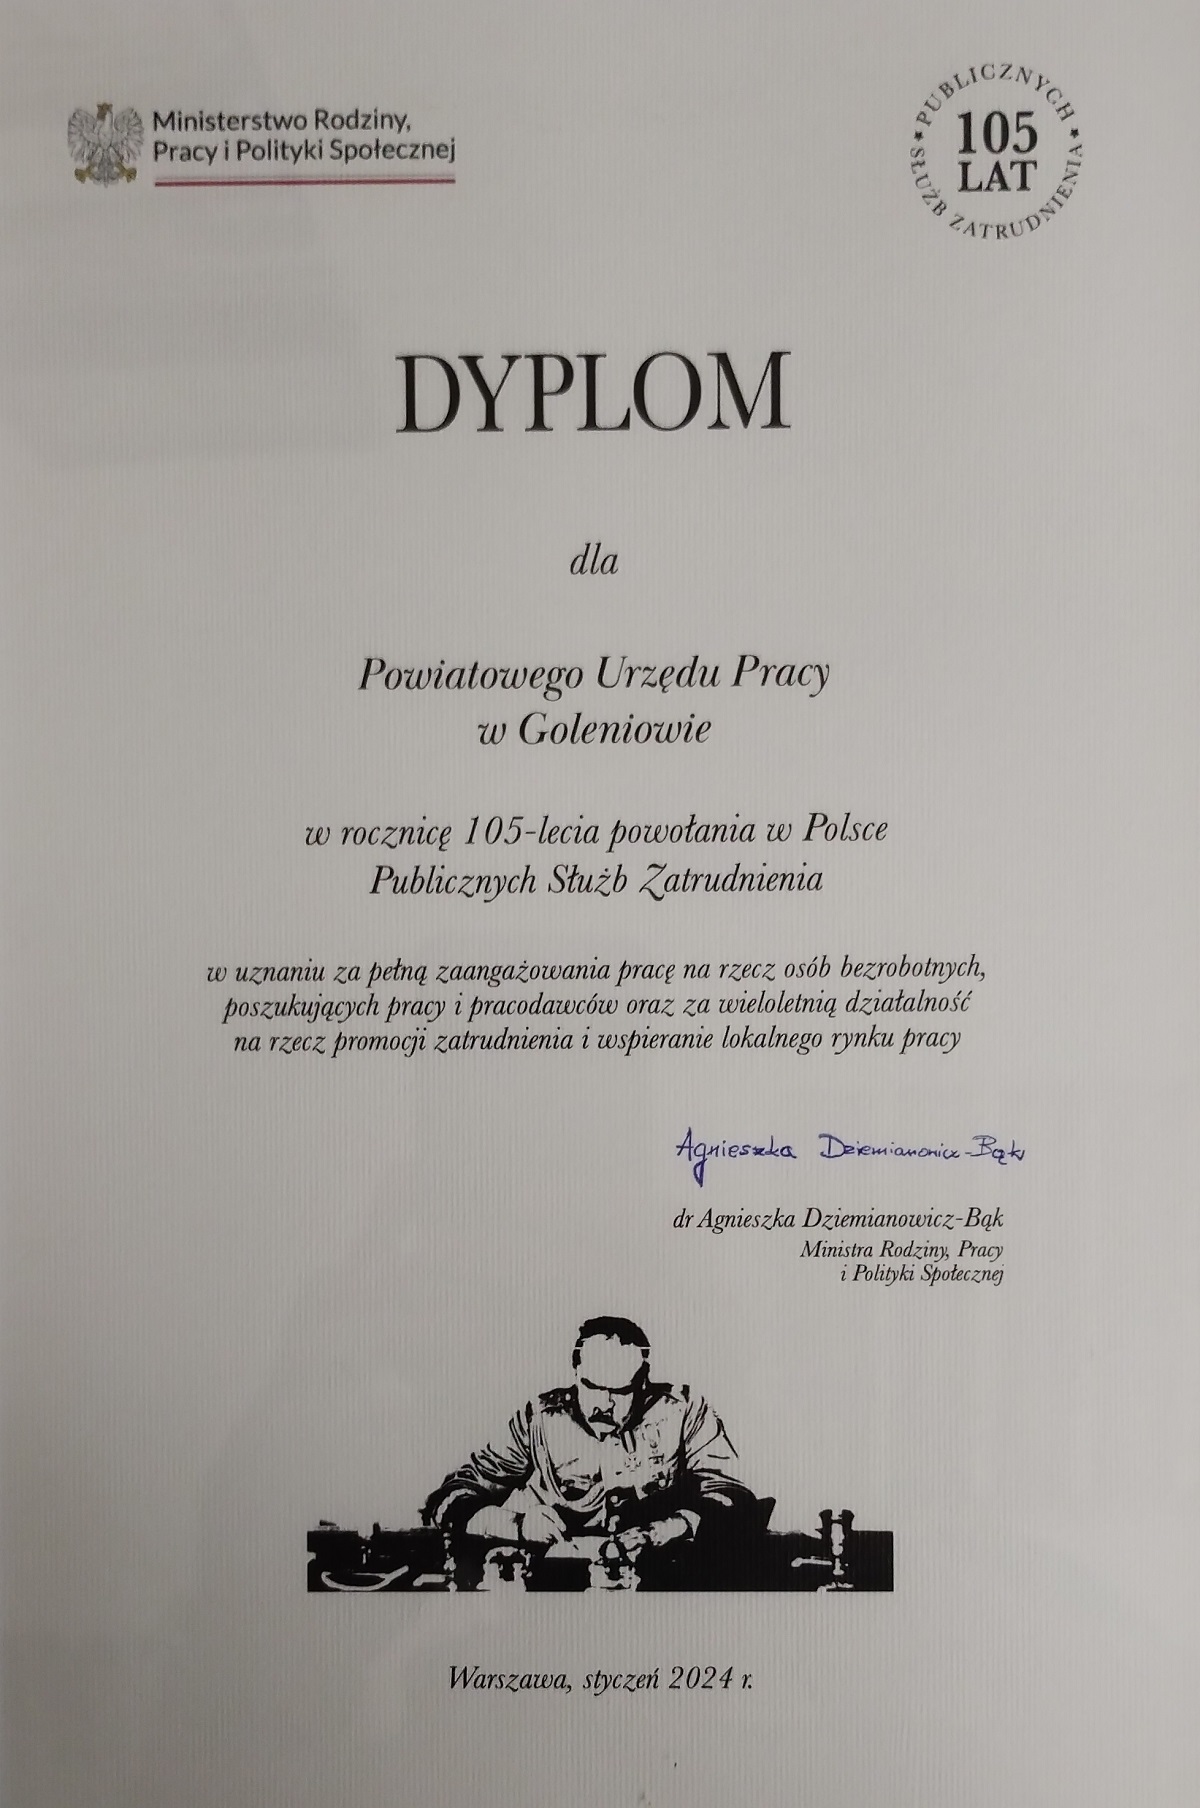 Ministerstwo Rodziny,
Pracy i Polityki Społecznej
PUBLICZNYCH
SŁUŻB ZATRUDNIENIA
105
LAT
DYPLOM
dla
Powiatowego Urzędu Pracy
w Goleniowie
w rocznicę 105-lecia powołania w Polsce
Publicznych Służb Zatrudnienia
w uznaniu za pełną zaangażowania pracę na rzecz osób bezrobotnych,
poszukujących pracy i pracodawców oraz za wieloletnią działalność
na rzecz promocji zatrudnienia i wspieranie lokalnego rynku pracy
Agnieszka Dziemianowicz-Bąk
dr Agnieszka Dziemianowicz-Bąk
Ministra Rodziny, Pracy
i Polityki Społecznej
Warszawa, styczeń 2024 r.